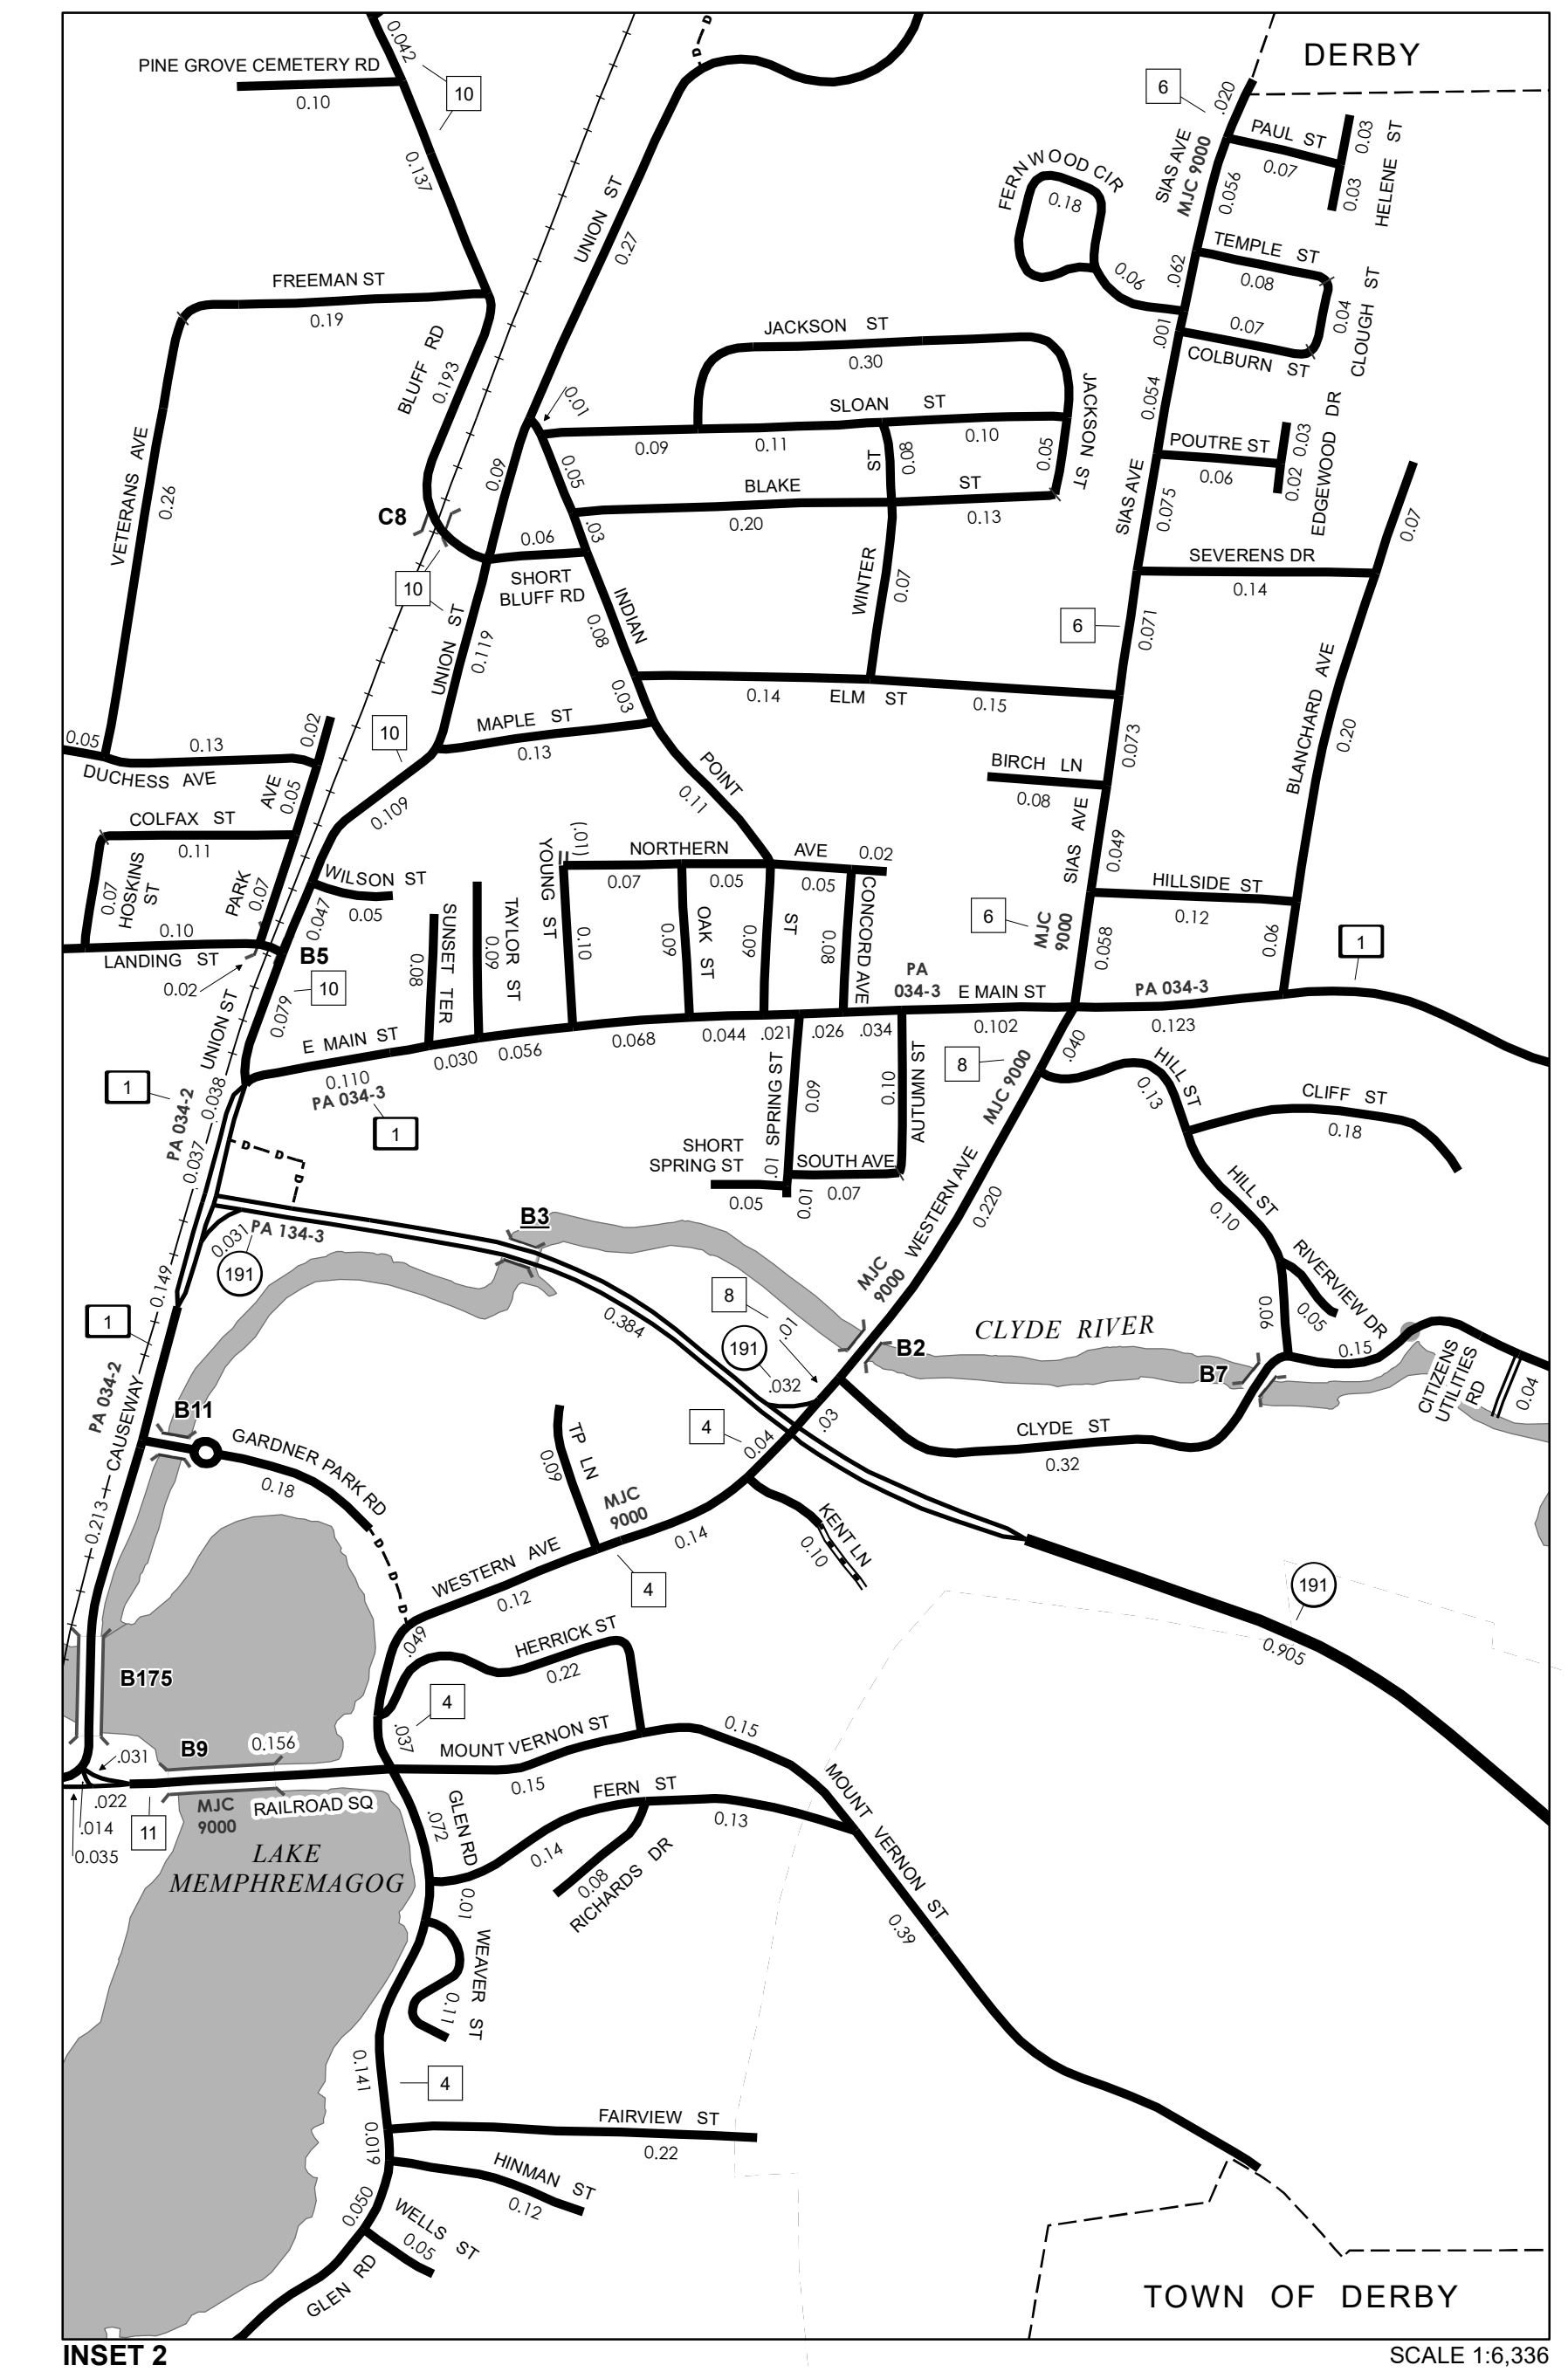 DERBY
0.042
PINE GROVE CEMETERY RD
0.10
10
0.137
6
.020
SIAS AVE
MJC 9000
PAUL ST
0.07
0.03
0.03
HELENE ST
0.056
FERNWOOD CIR
0.18
0.06
.062
TEMPLE ST
0.08
0.04
CLOUGH ST
0.07
COLBURN ST
.001
UNION ST
0.27
FREEMAN ST
0.19
BLUFF RD
0.193
JACKSON ST
0.30
SLOAN ST
0.01
0.09
0.11
0.10
0.05
JACKSON ST
0.054
POUTRE ST
0.06
0.03
0.02
EDGEWOOD DR
VETERANS AVE
0.26
0.09
0.05
ST
0.08
BLAKE ST
0.20
0.13
SIAS AVE
0.075
0.07
C8
0.06
.03
SHORT
BLUFF RD
10
WINTER
0.07
SEVERENS DR
0.14
INDIAN
0.08
UNION ST
0.119
6
0.071
0.03
0.14
ELM ST
0.15
BLANCHARD AVE
0.20
0.05
0.13
0.02
DUCHESS AVE
10
MAPLE ST
0.13
0.073
BIRCH LN
0.08
POINT
0.11
AVE
0.05
0.109
COLFAX ST
0.11
SIAS AVE
0.049
HOSKINS
ST
0.07
PARK
0.07
WILSON ST
0.05
YOUNG ST
(.01)
NORTHERN AVE
0.02
0.07
0.05
0.05
CONCORD AVE
HILLSIDE ST
0.12
0.047
SUNSET TER
0.08
TAYLOR ST
0.09
0.10
OAK ST
0.09
0.09
ST
0.08
6
MJC
9000
0.058
0.06
1
0.10
LANDING ST
B5
0.02
10
0.079
UNION ST
PA
034-3
E MAIN ST
PA 034-3
0.102
0.123
E MAIN ST
0.110
0.030
0.056
0.068
0.044
.021
.026
.034
PA 034-3
1
1
0.038
PA 034-2
0.037
SPRING ST
0.09
0.10
AUTUMN ST
8
MJC 9000
.040
HILL ST
0.13
CLIFF ST
0.18
D D D
SHORT
SPRING ST
0.05
.01
0.01
SOUTH AVE
0.07
WESTERN AVE
0.220
HILL ST
0.10
PA 134-3
0.031
191
B3
0.384
MJC
9000
RIVERVIEW DR
0.05
0.06
0.15
0.149
1
8
.01
191
.032
CLYDE RIVER
B2
B7
CITIZENS
UTILITIES
RD
0.04
PA 034-2
CAUSEWAY
B11
GARDNER PARK RD
0.18
0.213
TP LN
0.09
MJC
9000
4
0.04
.03
CLYDE ST
0.32
KENT LN
0.10
0.14
WESTERN AVE
0.12
4
191
0.905
D D
.049
HERRICK ST
0.22
B175
4
.037
MOUNT VERNON ST
0.15
0.15
B9
0.156
.031
.022
.014
0.035
11
MJC
9000
RAILROAD SQ
LAKE
MEMPHREMAGOG
GLEN RD
.072
FERN ST
0.14
0.13
0.08
RICHARDS DR
MOUNT VERNON ST
0.39
0.01
WEAVER ST
0.11
0.141
4
FAIRVIEW ST
0.22
0.019
HINMAN ST
0.12
0.050
WELLS ST
0.05
GLEN RD
TOWN OF DERBY
INSET 2
SCALE 1:6,336